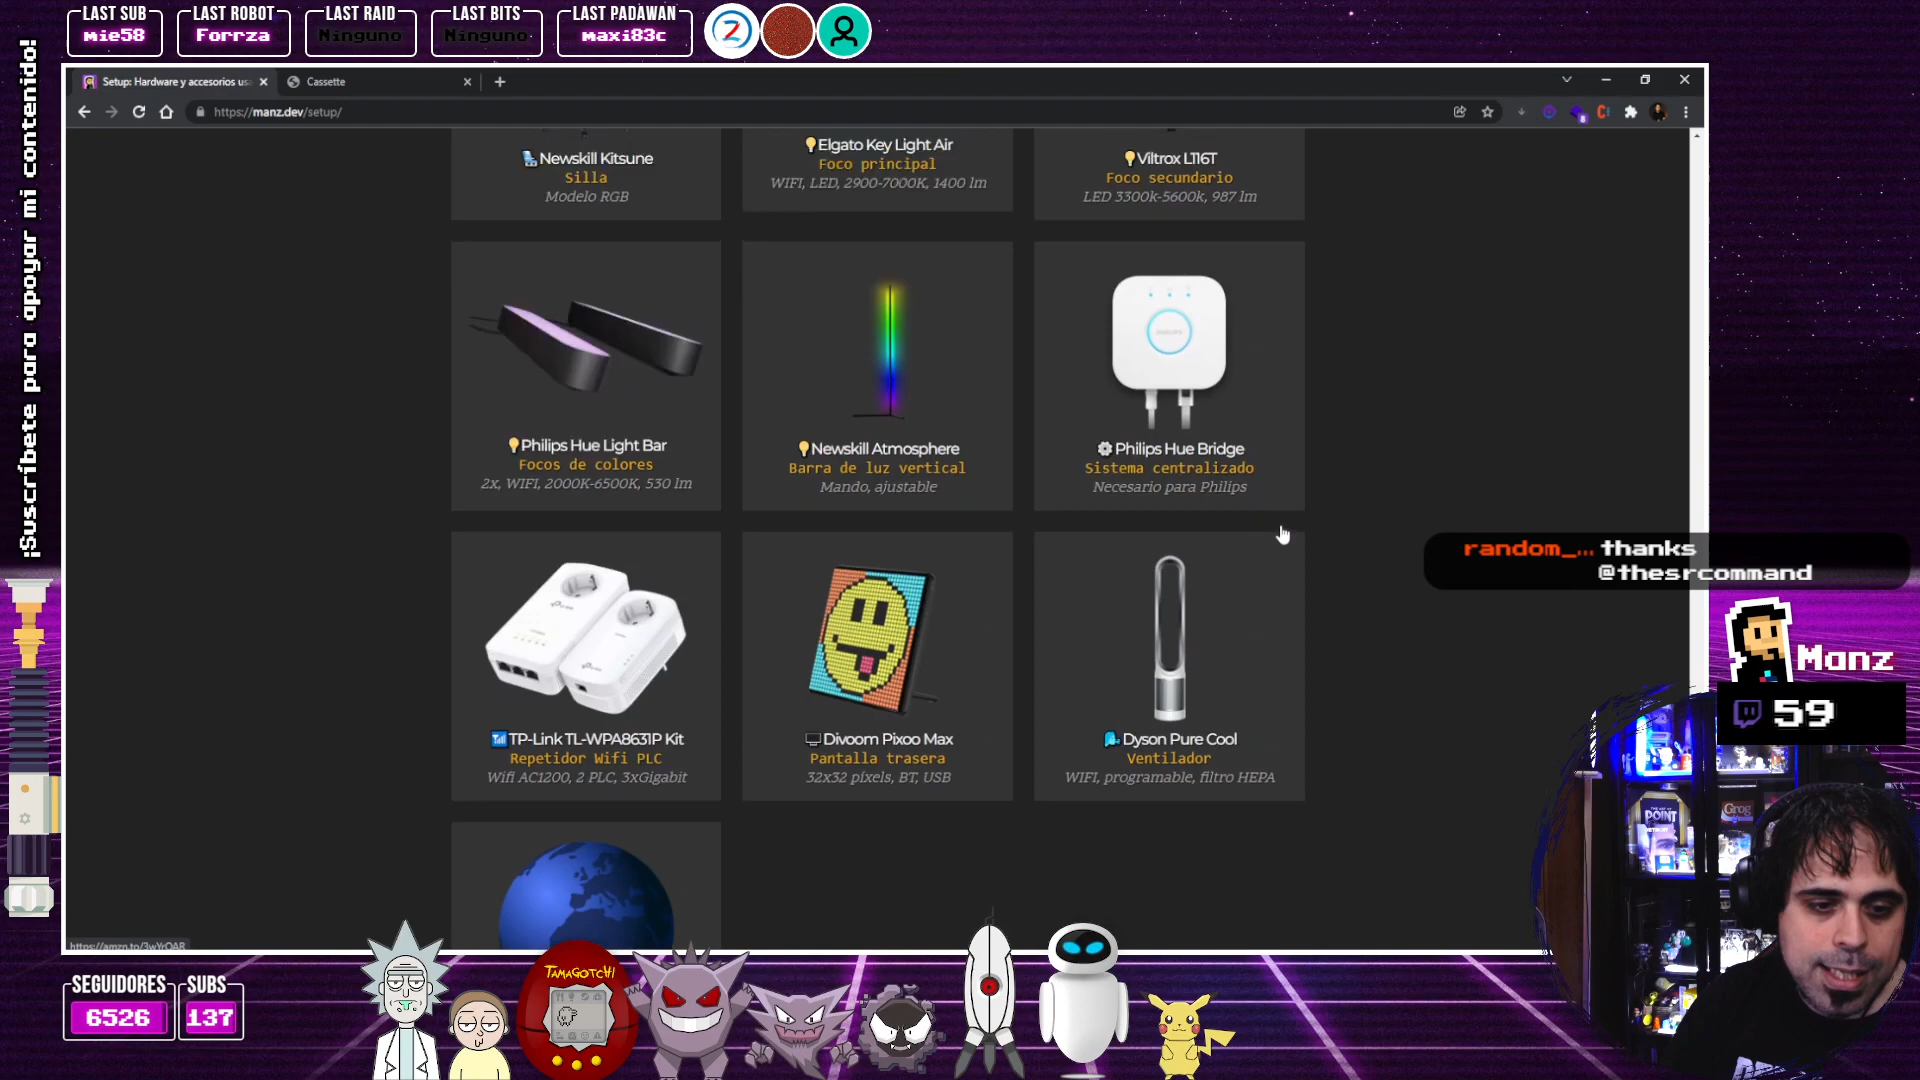 LAST SUB
mie58
LAST ROBOT
Forrza
LAST RAID
Ninguno
LAST BITS
Ninguno
LAST PADAWAN
maxi83c
¡Suscríbete para apoyar mi contenido!
Setup: Hardware y accesorios us
Cassette
https://manz.dev/setup/
Newskill Kitsune
Silla
Modelo RGB
Elgato Key Light Air
Foco principal
WIFI, LED, 2900-7000K, 1400 lm
Viltrox L116T
Foco secundario
LED 3300k-5600k, 987 lm
Philips Hue Light Bar
Focos de colores
2x, WIFI, 2000K-6500K, 530 lm
Newskill Atmosphere
Barra de luz vertical
Mando, ajustable
Philips Hue Bridge
Sistema centralizado
Necesario para Philips
TP-Link TL-WPA8631P Kit
Repetidor Wifi PLC
Wifi AC1200, 2 PLC, 3xGigabit
Divoom Pixoo Max
Pantalla trasera
32x32 píxels, BT, USB
Dyson Pure Cool
Ventilador
WIFI, programable, filtro HEPA
random_... thanks
@thesrcommand
Manz
59
https://amzn.to/3wYrOAR
SEGUIDORES
6526
SUBS
137
TAMAGOTCHI
POINT
Grog